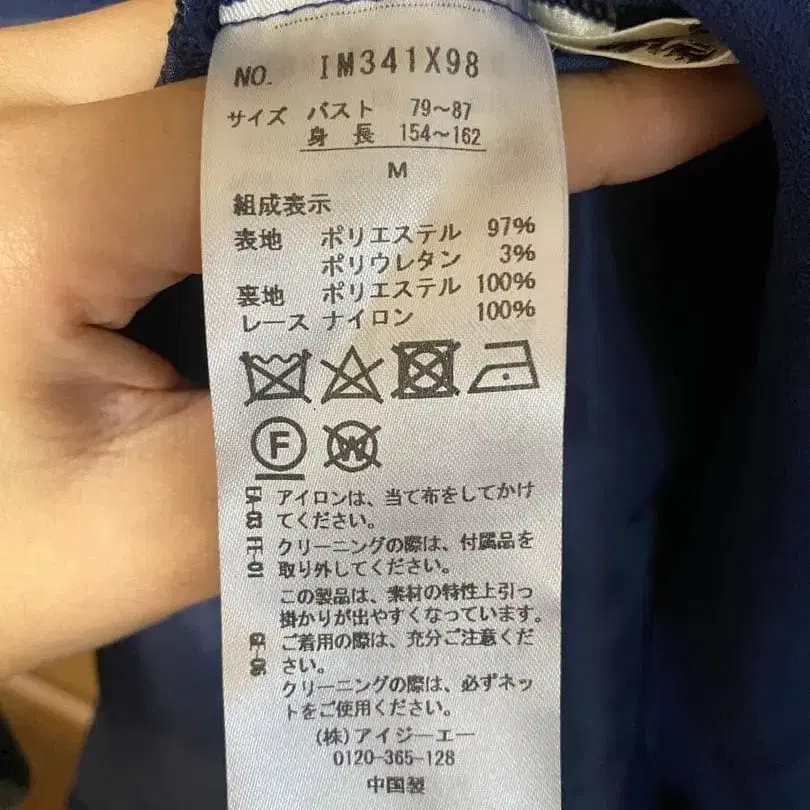 NO. IM341X98
サイズ バスト 79～87
身長 154～162
M
組成表示
表地 ポリエステル 97%
ポリウレタン 3%
裏地 ポリエステル 100%
レース ナイロン 100%
F W
アイロンは、当て布をしてかけ
てください。
クリーニングの際は、付属品を
取り外してください。
この製品は、素材の特性上引っ
掛かりが出やすくなっています。
ご着用の際は、充分ご注意くだ
さい。
クリーニングの際は、必ずネッ
トをご使用ください。
(株)アイジーエー
0120-365-128
中国製